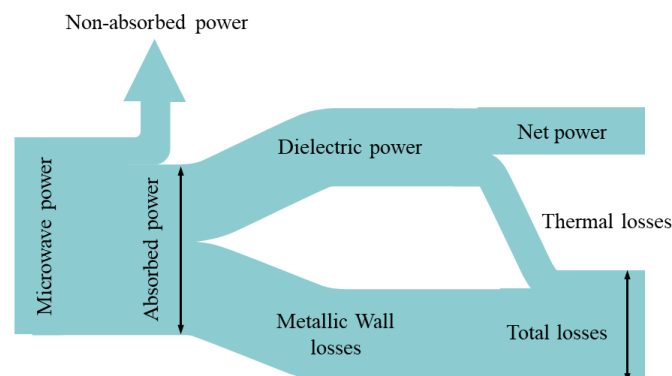 Non-absorbed power
Microwave power
Absorbed power
Dielectric power
Net power
Thermal losses
Metallic Wall
losses
Total losses